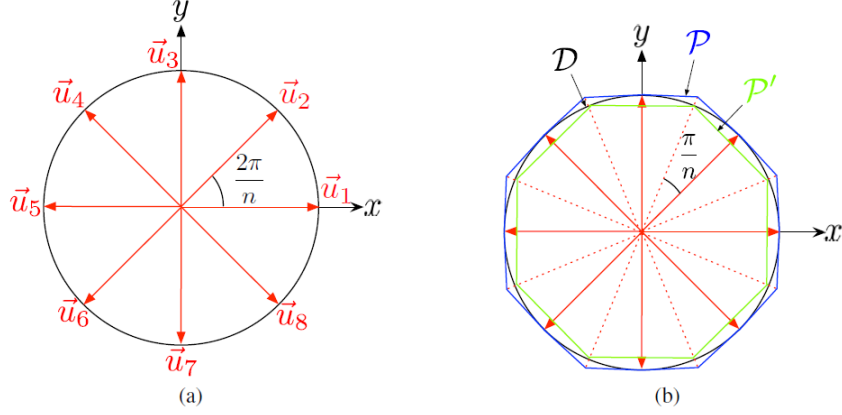 y
u⃗₃
u⃗₄
u⃗₂
2π
n
u⃗₁
u⃗₅
x
u⃗₆
u⃗₈
u⃗₇
(a)
y
𝒟
𝒫
𝒫′
π
n
x
(b)